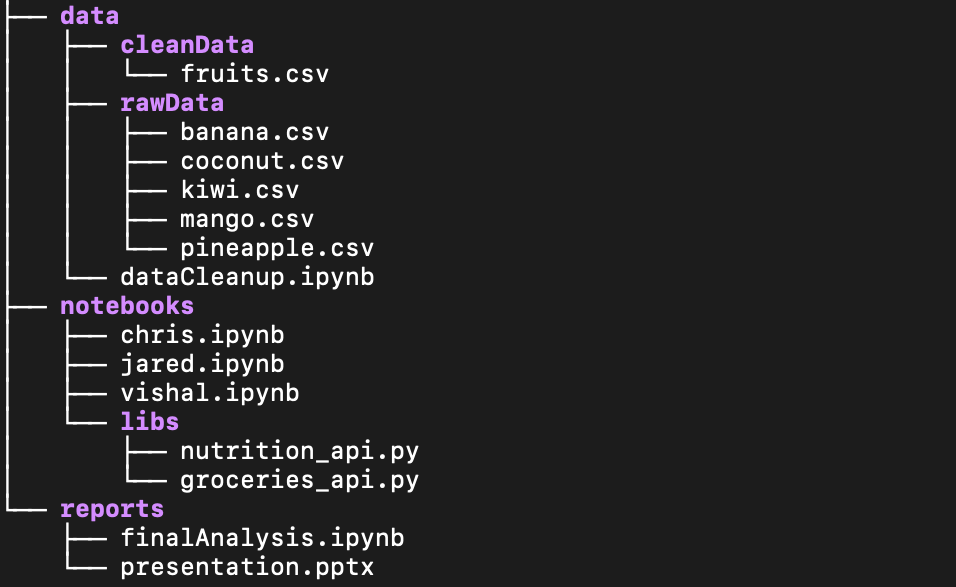 ├── data
│   ├── cleanData
│   │   └── fruits.csv
│   ├── rawData
│   │   ├── banana.csv
│   │   ├── coconut.csv
│   │   ├── kiwi.csv
│   │   ├── mango.csv
│   │   └── pineapple.csv
│   └── dataCleanup.ipynb
├── notebooks
│   ├── chris.ipynb
│   ├── jared.ipynb
│   ├── vishal.ipynb
│   └── libs
│       ├── nutrition_api.py
│       └── groceries_api.py
└── reports
    ├── finalAnalysis.ipynb
    └── presentation.pptx